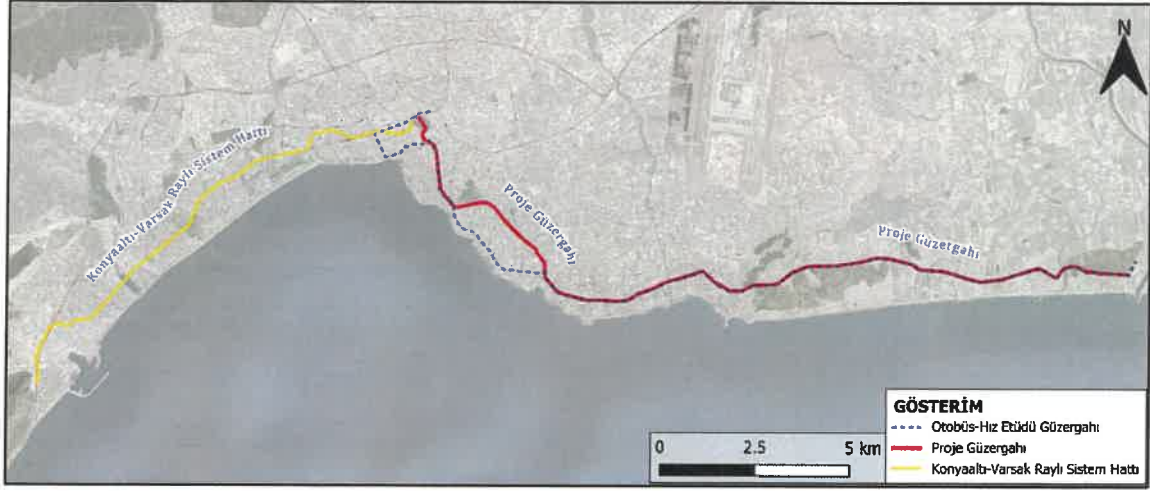 N
Konyaaltı-Varsak Raylı Sistem Hattı
Proje Güzergahı
Proje Güzergahı
GÖSTERİM
Otobüs-Hız Etüdü Güzergahı
Proje Güzergahı
Konyaaltı-Varsak Raylı Sistem Hattı
0 2.5 5 km